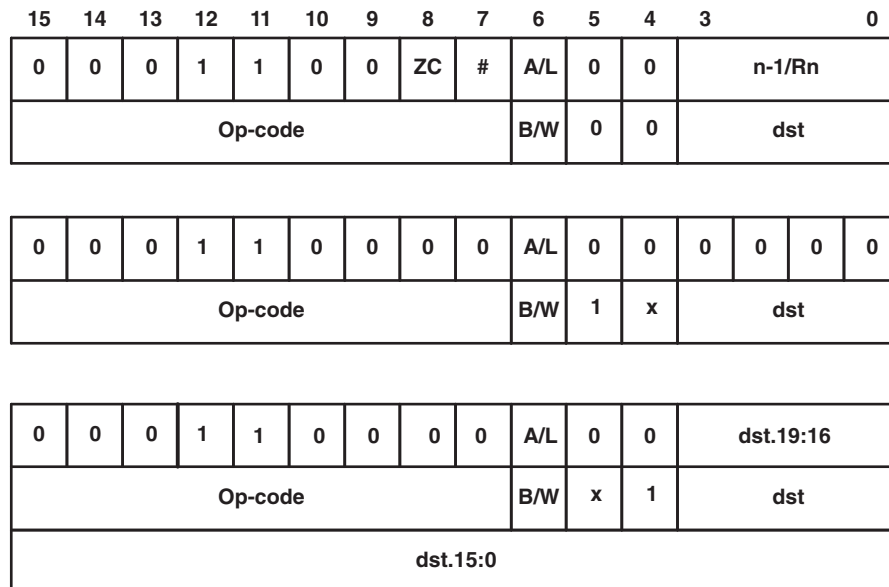 15 14 13 12 11 10 9 8 7 6 5 4 3 0
0 0 0 1 1 0 0 ZC # A/L 0 0 n-1/Rn
Op-code B/W 0 0 dst
0 0 0 1 1 0 0 0 0 A/L 0 0 0 0 0 0
Op-code B/W 1 x dst
0 0 0 1 1 0 0 0 0 A/L 0 0 dst.19:16
Op-code B/W x 1 dst
dst.15:0